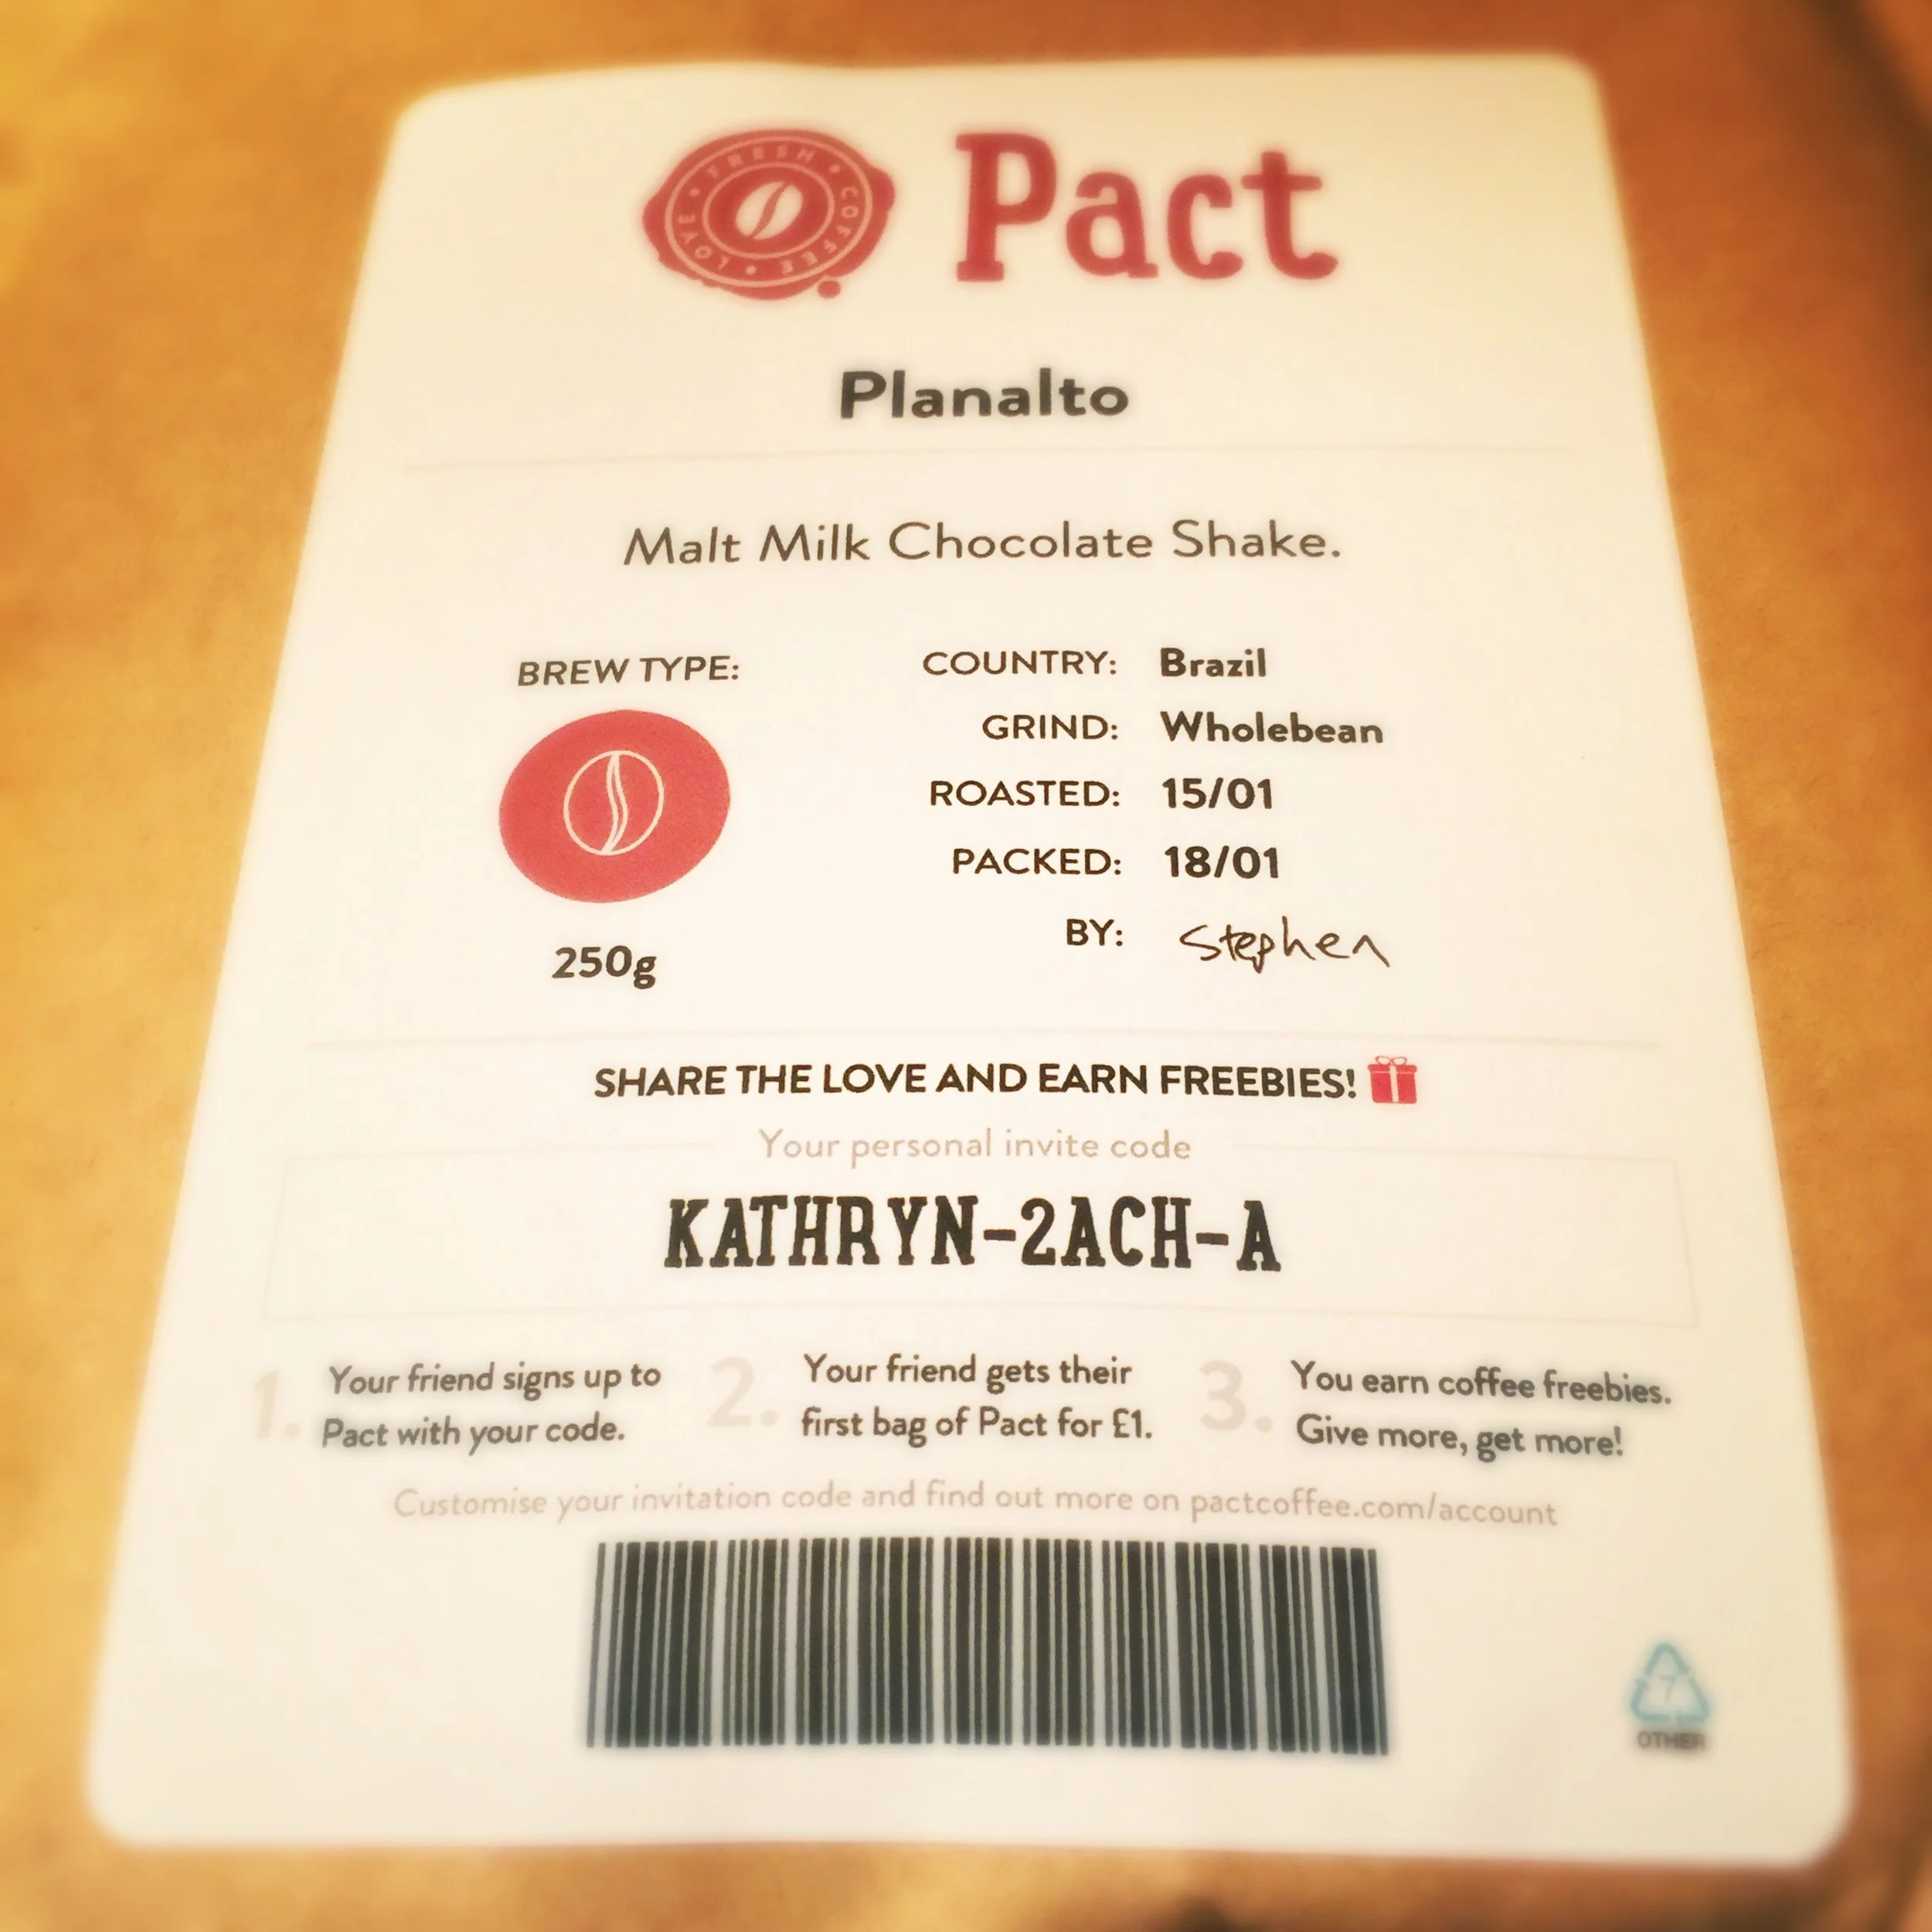 FRESH • COFFEE • LOVE •
Pact
Planalto
Malt Milk Chocolate Shake.
BREW TYPE:
250g
COUNTRY: Brazil
GRIND: Wholebean
ROASTED: 15/01
PACKED: 18/01
BY: Stephen
SHARE THE LOVE AND EARN FREEBIES!
Your personal invite code
KATHRYN-2ACH-A
1. Your friend signs up to
Pact with your code.
2. Your friend gets their
first bag of Pact for £1.
3. You earn coffee freebies.
Give more, get more!
Customise your invitation code and find out more on pactcoffee.com/account
7
OTHER